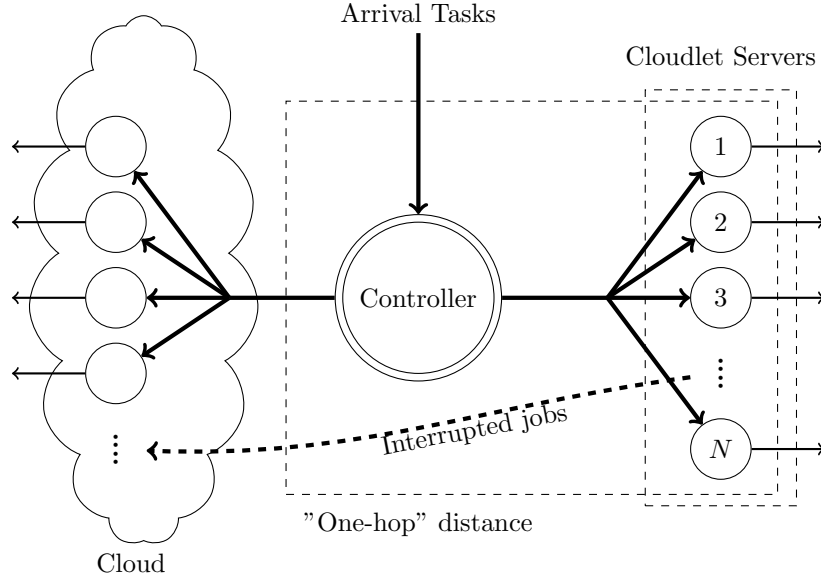 Arrival Tasks
Cloudlet Servers
1
2
Controller
3
Interrupted jobs
N
"One-hop" distance
Cloud